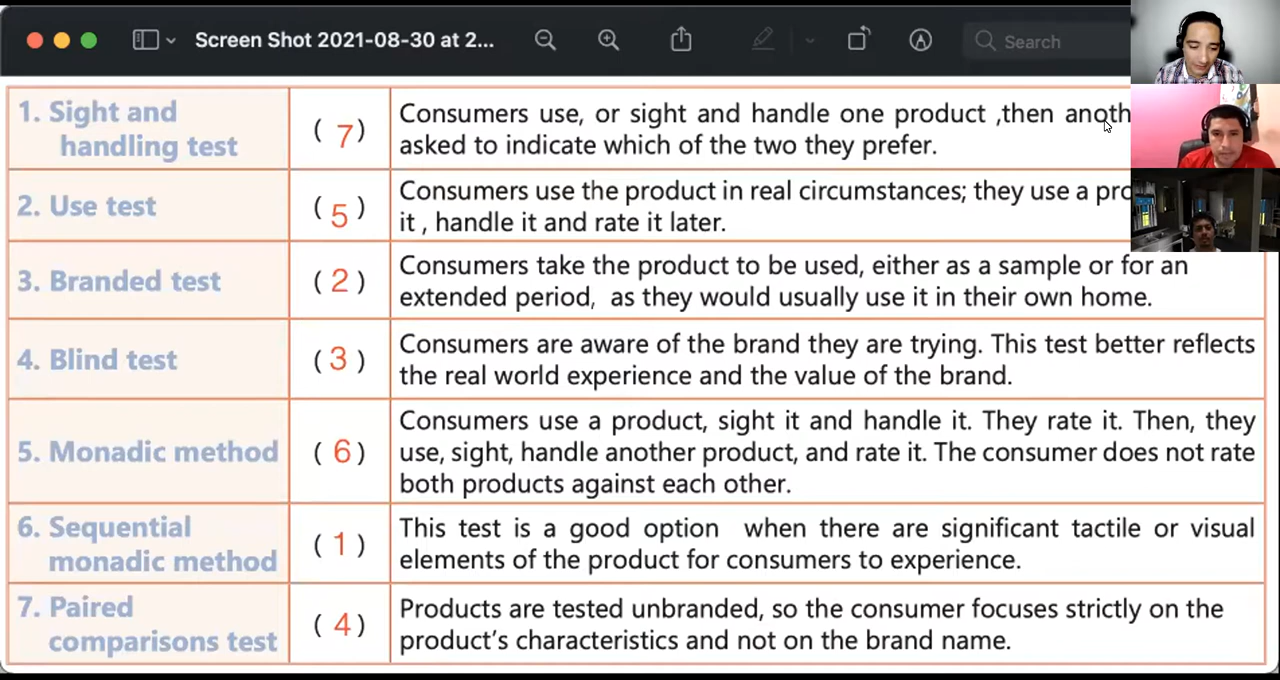 Screen Shot 2021-08-30 at 2...
Search
1. Sight and
handling test
(7)
Consumers use, or sight and handle one product ,then
asked to indicate which of the two they prefer.
2. Use test
(5)
Consumers use the product in real circumstances; they use a
it , handle it and rate it later.
3. Branded test
(2)
Consumers take the product to be used, either as a sample or for an
extended period, as they would usually use it in their own home.
4. Blind test
(3)
Consumers are aware of the brand they are trying. This test better reflects
the real world experience and the value of the brand.
5. Monadic method
(6)
Consumers use a product, sight it and handle it. They rate it. Then, they
use, sight, handle another product, and rate it. The consumer does not rate
both products against each other.
6. Sequential
monadic method
(1)
This test is a good option when there are significant tactile or visual
elements of the product for consumers to experience.
7. Paired
comparisons test
(4)
Products are tested unbranded, so the consumer focuses strictly on the
product's characteristics and not on the brand name.